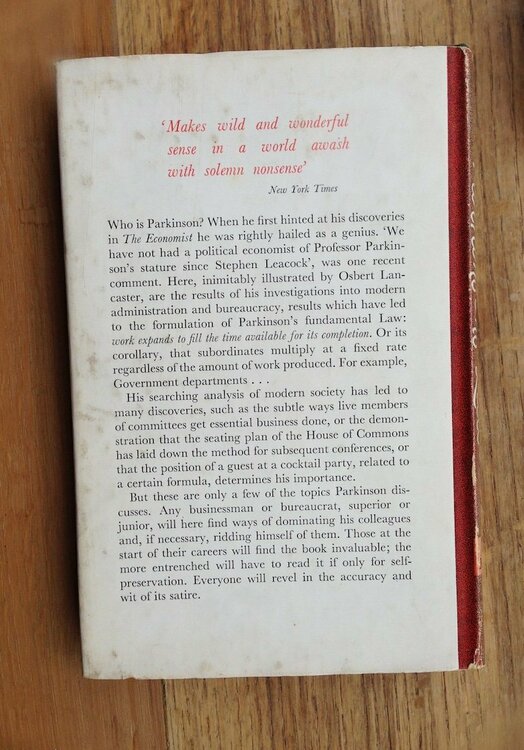 ‘Makes wild and wonderful
sense in a world awash
with solemn nonsense’
New York Times
Who is Parkinson? When he first hinted at his discoveries
in The Economist he was rightly hailed as a genius. ‘We
have not had a political economist of Professor Parkin-
son’s stature since Stephen Leacock’, was one recent
comment. Here, inimitably illustrated by Osbert Lan-
caster, are the results of his investigations into modern
administration and bureaucracy, results which have led
to the formulation of Parkinson’s fundamental Law:
work expands to fill the time available for its completion. Or its
corollary, that subordinates multiply at a fixed rate
regardless of the amount of work produced. For example,
Government departments . . .
His searching analysis of modern society has led to
many discoveries, such as the subtle ways live members
of committees get essential business done, or the demon-
stration that the seating plan of the House of Commons
has laid down the method for subsequent conferences, or
that the position of a guest at a cocktail party, related to
a certain formula, determines his importance.
But these are only a few of the topics Parkinson dis-
cusses. Any businessman or bureaucrat, superior or
junior, will here find ways of dominating his colleagues
and, if necessary, ridding himself of them. Those at the
start of their careers will find the book invaluable; the
more entrenched will have to read it if only for self-
preservation. Everyone will revel in the accuracy and
wit of its satire.